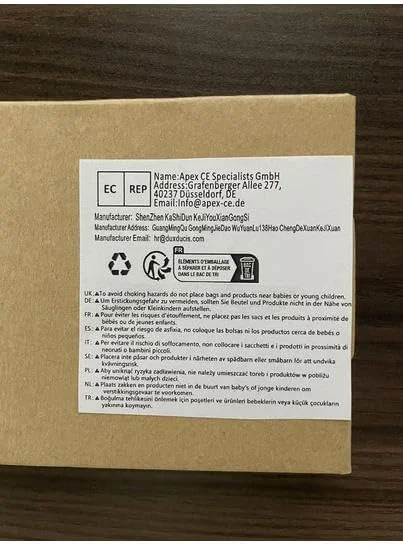 EC REP
Name:Apex CE Specialists GmbH
Address:Grafenberger Allee 277,
40237 Düsseldorf, DE
Email:Info@apex-ce.de
Manufacturer: ShenZhen KaShiDun KeJiYouXianGongSi
Manufacturer Address: GuangMingQu GongMingJieDao WuYuanLu138Hao ChengDeXuanKeJiXuan
Manufacturer Email: hr@duxducis.com
FR
ÉLÉMENTS D'EMBALLAGE
À SÉPARER ET À DÉPOSER
DANS LE BAC DE TRI
BAC DE TRI
UK:▲To avoid choking hazards do not place bags and products near babies or young children.
DE:▲Um Erstickungsgefahr zu vermeiden, sollten Sie Beutel und Produkte nicht in der Nähe von
Säuglingen oder Kleinkindern aufstellen.
FR:▲Pour éviter les risques d'étouffement, ne placez pas les sacs et les produits à proximité de
bébés ou de jeunes enfants.
ES:▲Para evitar el riesgo de asfixia, no coloque las bolsas ni los productos cerca de bebés o
niños pequeños.
IT:▲Per evitare il rischio di soffocamento, non collocare i sacchetti e i prodotti in prossimità di
neonati o bambini piccoli.
SE:▲Placera inte påsar och produkter i närheten av spädbarn eller småbarn för att undvika
kvävningsrisk.
PL:▲Aby uniknąć ryzyka zadławienia, nie należy umieszczać toreb i produktów w pobliżu
niemowląt lub małych dzieci.
NL:▲Plaats zakken en producten niet in de buurt van baby's of jonge kinderen om
verstikkingsgevaar te voorkomen.
TR:▲Boğulma tehlikesini önlemek için poşetleri ve ürünleri bebeklerin veya küçük çocukların
yakınına koymayın.